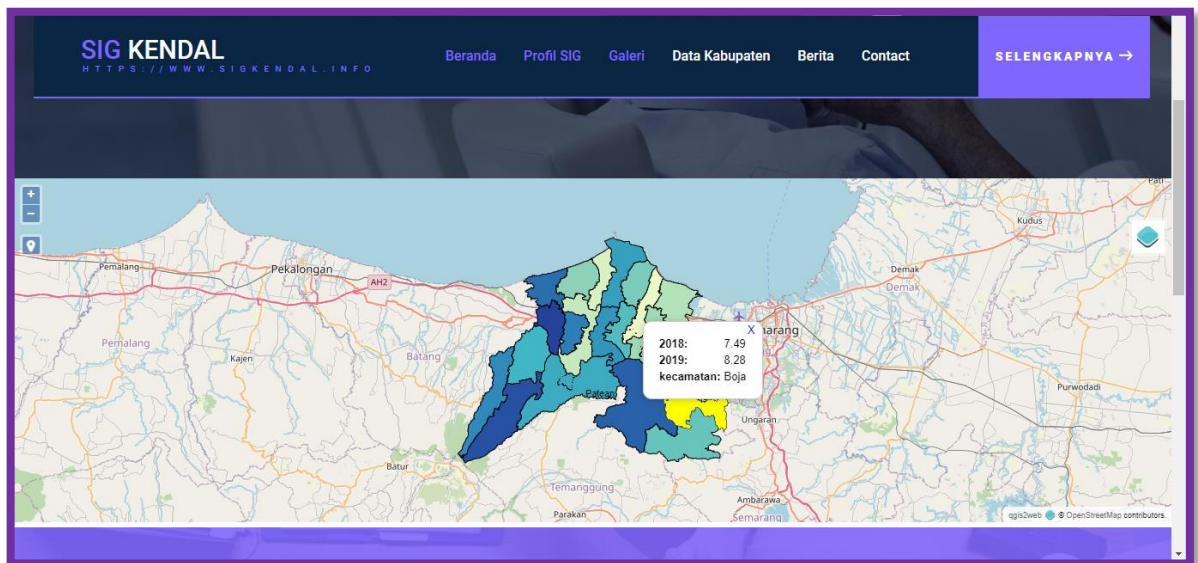 SIG KENDAL
HTTPS://WWW.SIGKENDAL.INFO
Beranda Profil SIG Galeri Data Kabupaten Berita Contact
SELENGKAPNYA →
+
−
Pati
Kudus
Pemalang
Pekalongan
AH2
Demak
Demak
Pemalang
Kajen
Batang
X
2018: 7.49
2019: 8.28
kecamatan: Boja
arang
Patean
Purwodadi
Ungaran
Batur
Temanggung
Parakan
Ambarawa
Semarang
qgis2web © OpenStreetMap contributors.